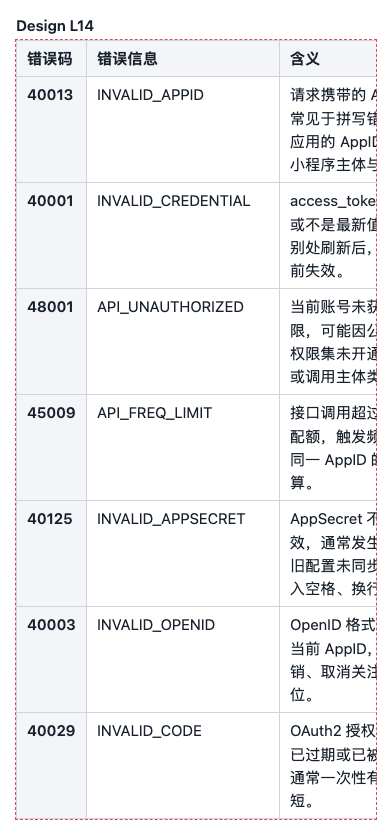 Design L14
错误码 错误信息 含义
40013 INVALID_APPID 请求携带的
常见于拼写错
应用的 AppID
小程序主体与
40001 INVALID_CREDENTIAL access_toke
或不是最新值
别处刷新后，
前失效。
48001 API_UNAUTHORIZED 当前账号未获
限，可能因公
权限集未开通
或调用主体类
45009 API_FREQ_LIMIT 接口调用超过
配额，触发频
同一 AppID 的
算。
40125 INVALID_APPSECRET AppSecret 不
效，通常发生
旧配置未同步
入空格、换行
40003 INVALID_OPENID OpenID 格式
当前 AppID，
销、取消关注
位。
40029 INVALID_CODE OAuth2 授权
已过期或已被
通常一次性有
短。